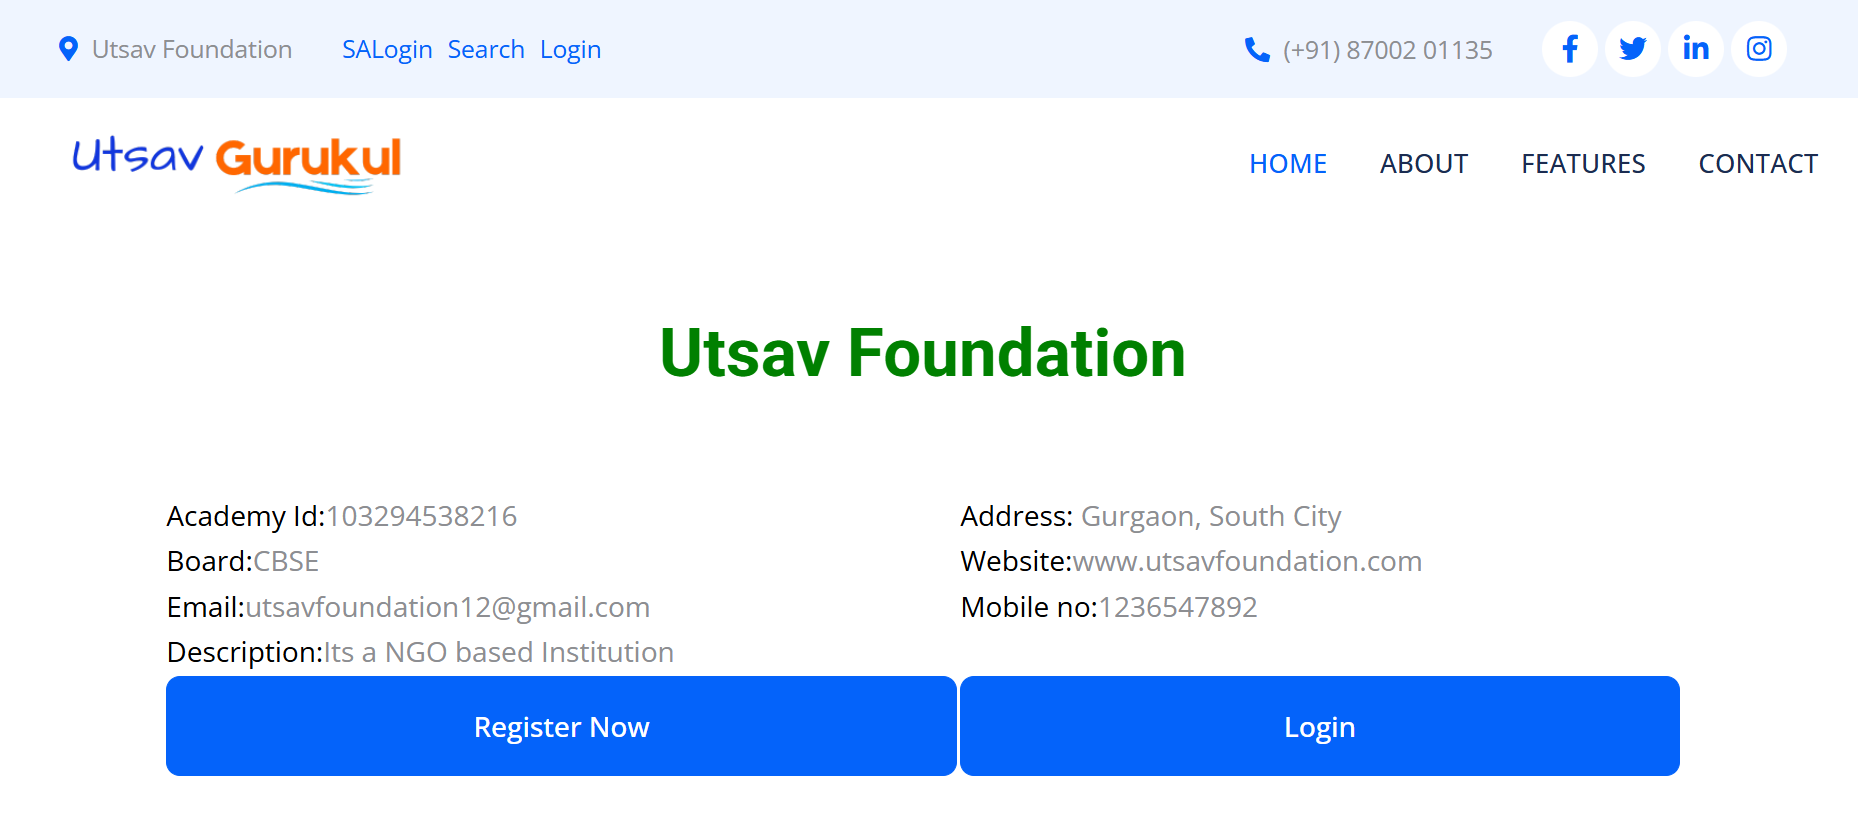 Utsav Foundation SALogin Search Login (+91) 87002 01135
Utsav Gurukul HOME ABOUT FEATURES CONTACT
Utsav Foundation
Academy Id:103294538216
Board:CBSE
Email:utsavfoundation12@gmail.com
Description:Its a NGO based Institution
Address: Gurgaon, South City
Website:www.utsavfoundation.com
Mobile no:1236547892
Register Now Login